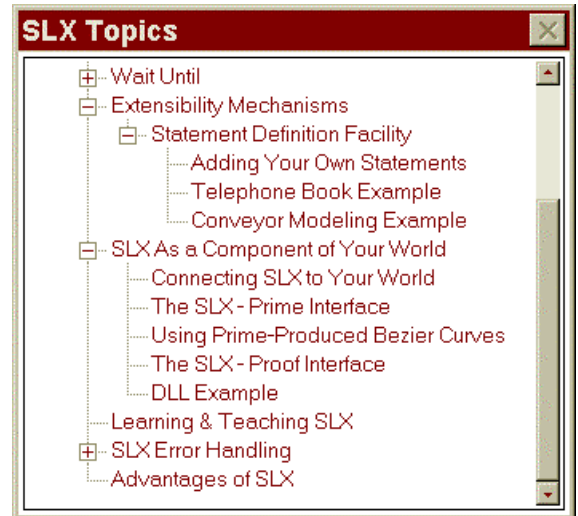 SLX Topics
Wait Until
Extensibility Mechanisms
Statement Definition Facility
Adding Your Own Statements
Telephone Book Example
Conveyor Modeling Example
SLX As a Component of Your World
Connecting SLX to Your World
The SLX - Prime Interface
Using Prime-Produced Bezier Curves
The SLX - Proof Interface
DLL Example
Learning & Teaching SLX
SLX Error Handling
Advantages of SLX